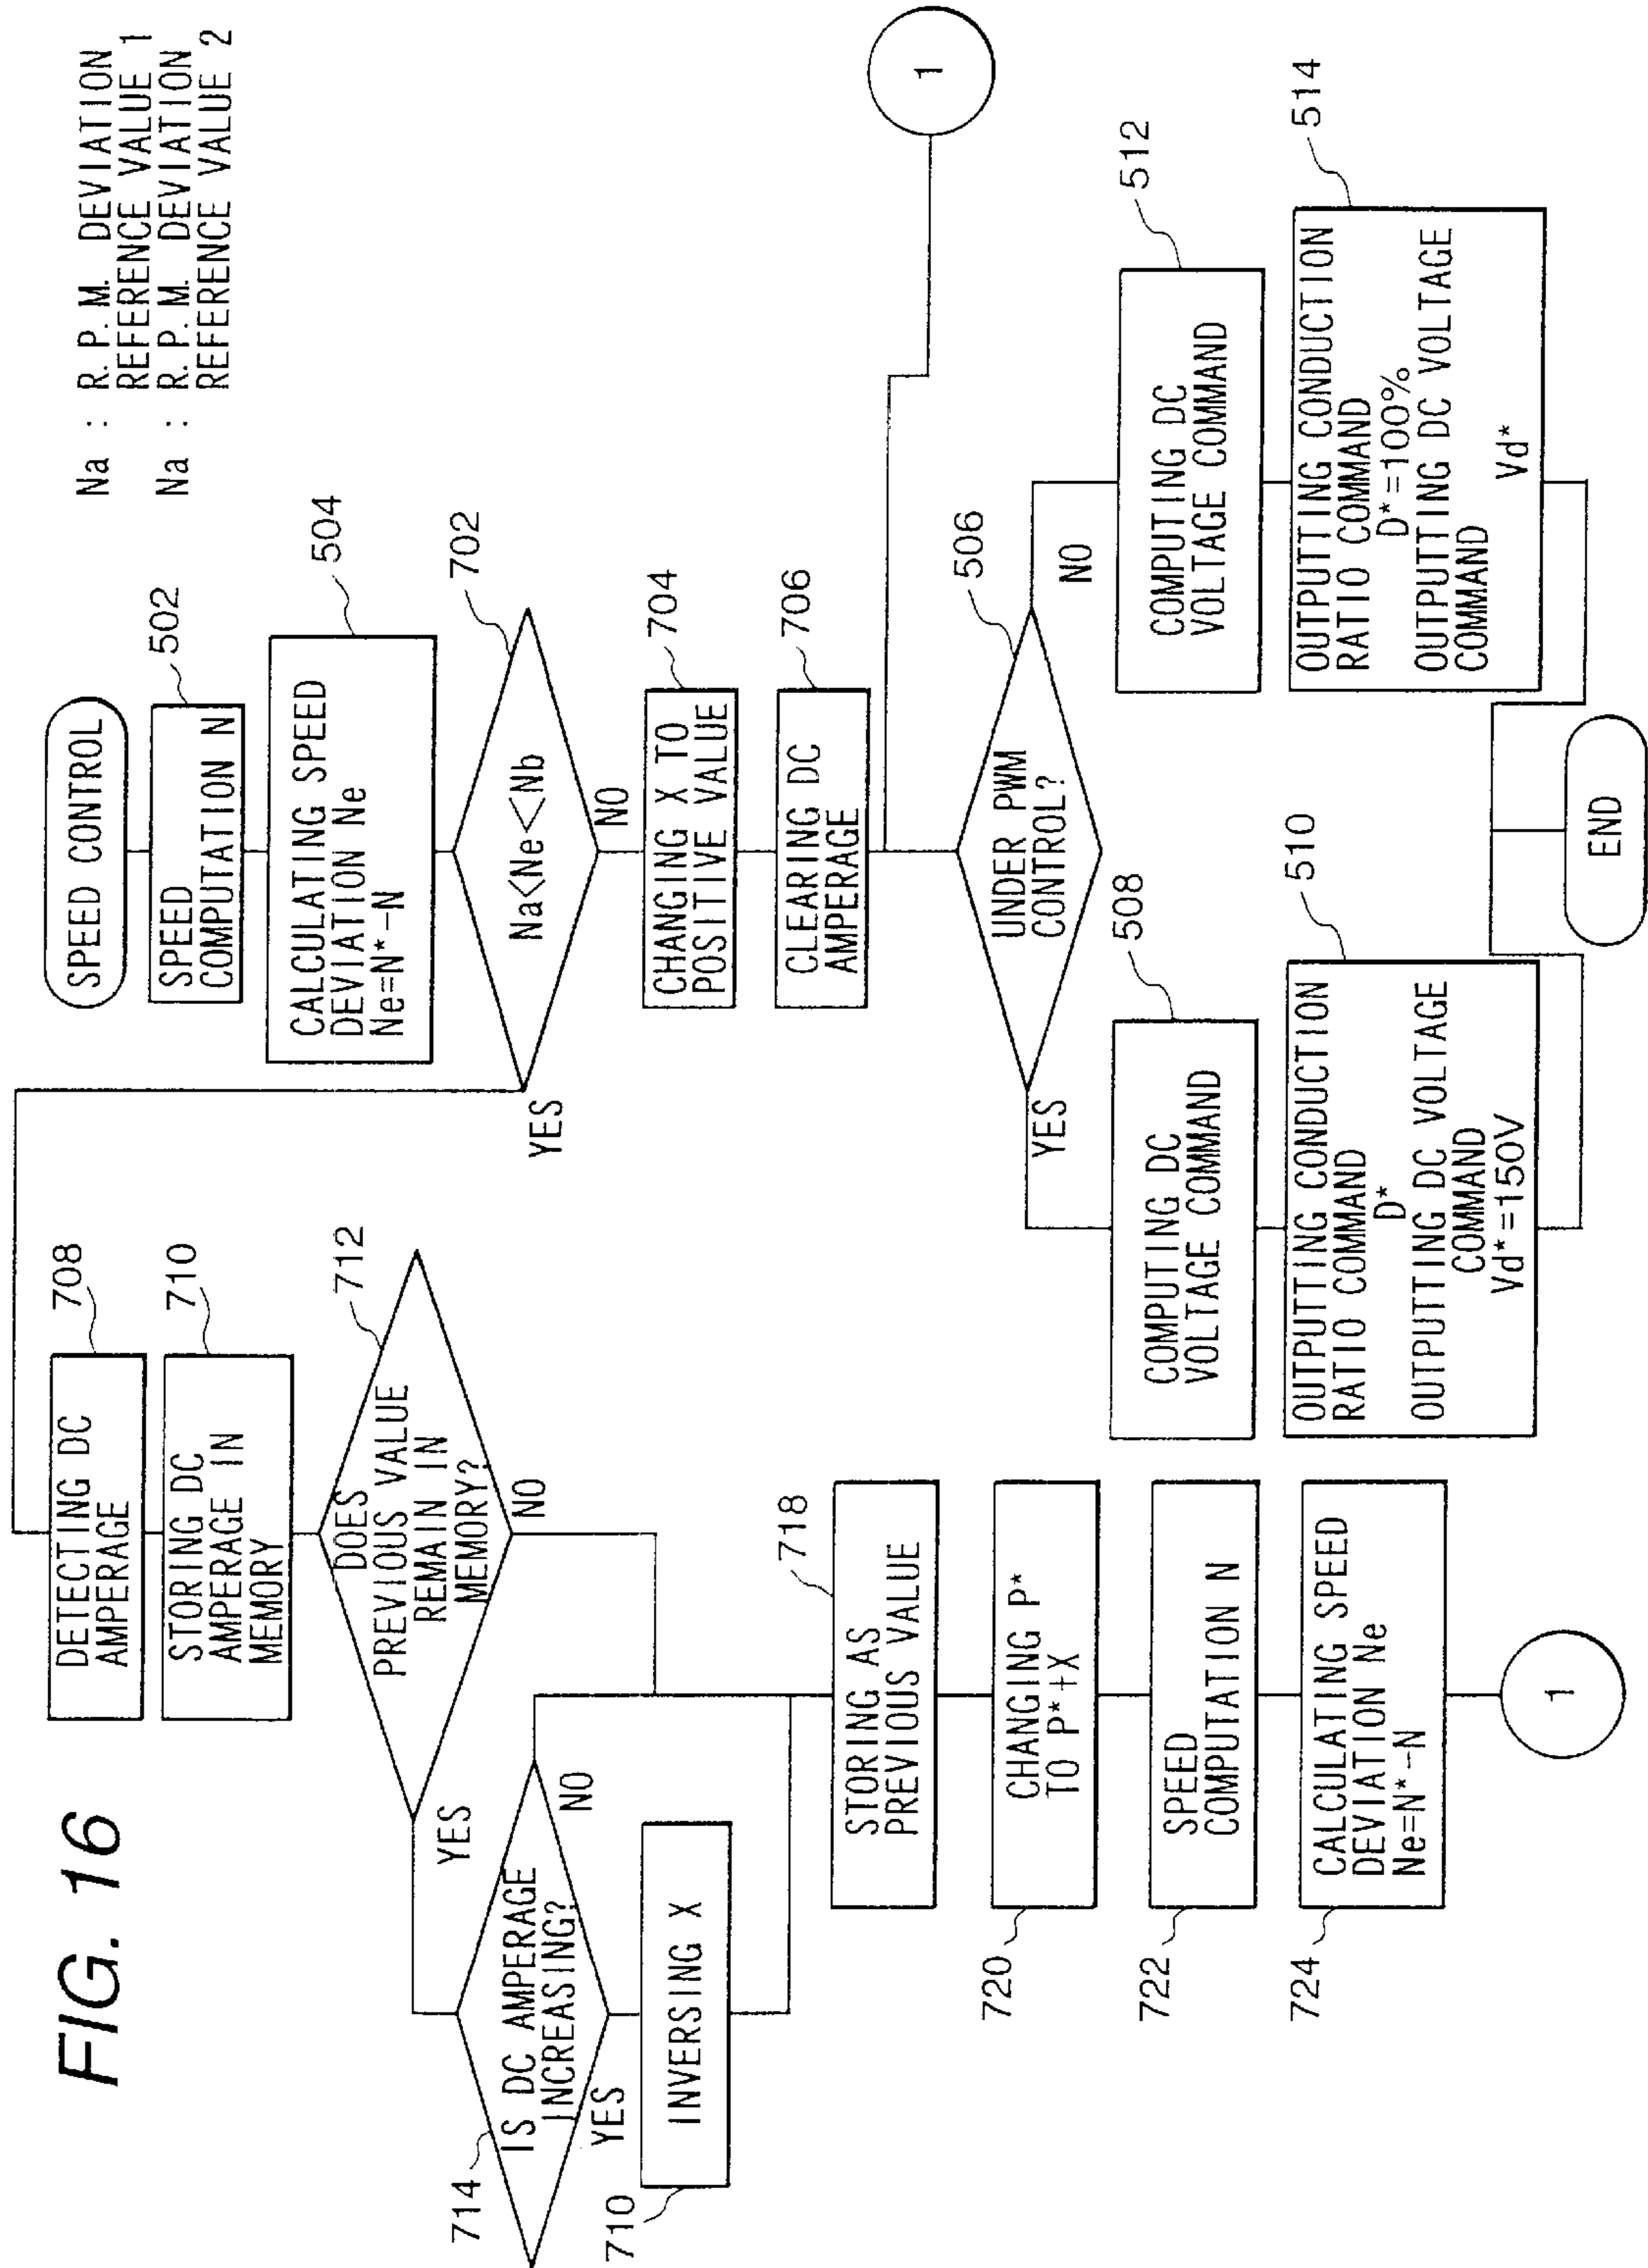 FIG. 16
Na : R. P. M. DEVIATION
REFERENCE VALUE 1
Na : R. P. M. DEVIATION
REFERENCE VALUE 2
SPEED CONTROL
502
SPEED
COMPUTATION N
504
CALCULATING SPEED
DEVIATION Ne
Ne=N*-N
702
Na<Ne<Nb
YES
NO
704
CHANGING X TO
POSITIVE VALUE
706
CLEARING DC
AMPERAGE
1
506
UNDER PWM
CONTROL?
YES
NO
508
COMPUTING DC
VOLTAGE COMMAND
510
OUTPUTTING CONDUCTION
RATIO COMMAND
D*
OUTPUTTING DC VOLTAGE
COMMAND
Vd*=150V
512
COMPUTING DC
VOLTAGE COMMAND
514
OUTPUTTING CONDUCTION
RATIO COMMAND
D*=100%
OUTPUTTING DC VOLTAGE
COMMAND
Vd*
END
708
DETECTING DC
AMPERAGE
710
STORING DC
AMPERAGE IN
MEMORY
712
DOES
PREVIOUS VALUE
REMAIN IN
MEMORY?
YES
NO
714
IS DC AMPERAGE
INCREASING?
YES
NO
710
INVERSING X
718
STORING AS
PREVIOUS VALUE
720
CHANGING P*
TO P*+X
722
SPEED
COMPUTATION N
724
CALCULATING SPEED
DEVIATION Ne
Ne=N*-N
1